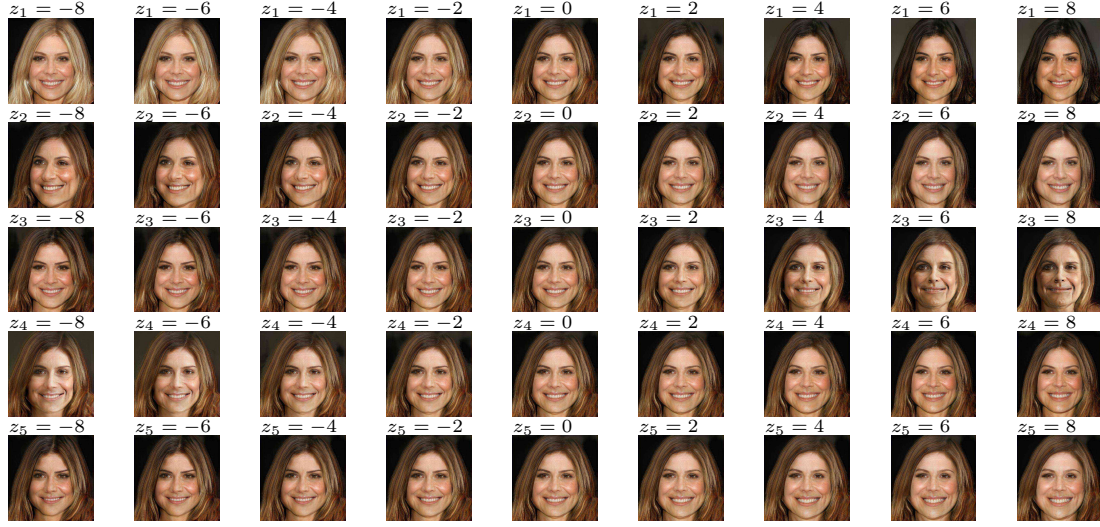 z₁ = −8 z₁ = −6 z₁ = −4 z₁ = −2 z₁ = 0 z₁ = 2 z₁ = 4 z₁ = 6 z₁ = 8
z₂ = −8 z₂ = −6 z₂ = −4 z₂ = −2 z₂ = 0 z₂ = 2 z₂ = 4 z₂ = 6 z₂ = 8
z₃ = −8 z₃ = −6 z₃ = −4 z₃ = −2 z₃ = 0 z₃ = 2 z₃ = 4 z₃ = 6 z₃ = 8
z₄ = −8 z₄ = −6 z₄ = −4 z₄ = −2 z₄ = 0 z₄ = 2 z₄ = 4 z₄ = 6 z₄ = 8
z₅ = −8 z₅ = −6 z₅ = −4 z₅ = −2 z₅ = 0 z₅ = 2 z₅ = 4 z₅ = 6 z₅ = 8